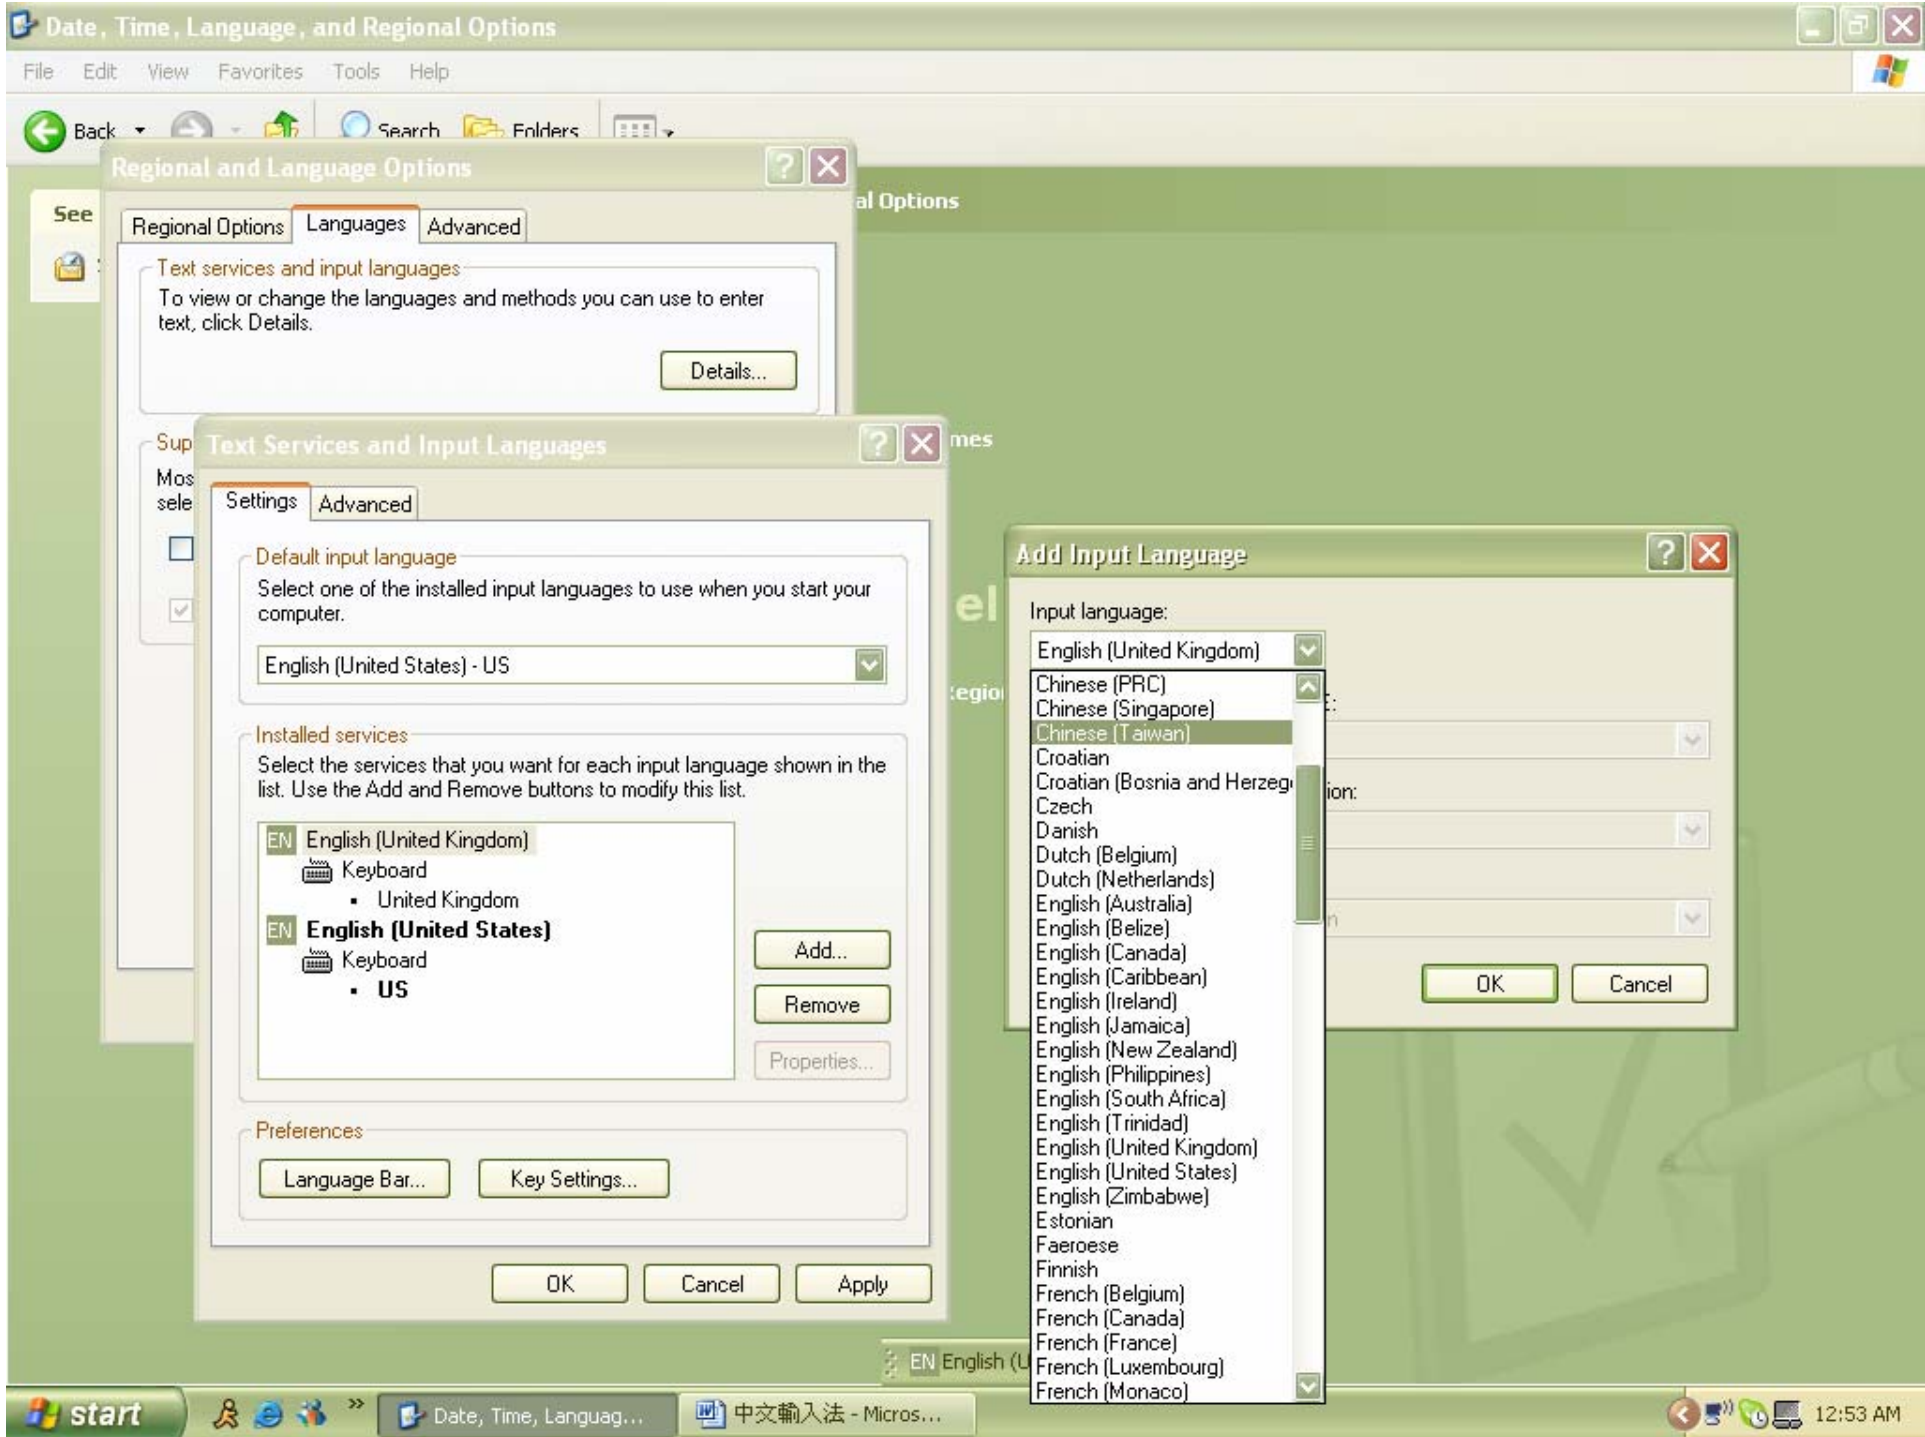 Date, Time, Language, and Regional Options
File Edit View Favorites Tools Help
Back Search Folders
Regional and Language Options
al Options
See
Regional Options Languages Advanced
Text services and input languages
To view or change the languages and methods you can use to enter
text, click Details.
Details...
Sup
Mos
sele
mes
el
Text Services and Input Languages
Settings Advanced
Default input language
Select one of the installed input languages to use when you start your
computer.
English (United States) - US
Installed services
Select the services that you want for each input language shown in the
list. Use the Add and Remove buttons to modify this list.
EN English (United Kingdom)
Keyboard
• United Kingdom
EN English (United States)
Keyboard
• US
Add...
Remove
Properties...
Preferences
Language Bar... Key Settings...
OK Cancel Apply
Add Input Language
Input language:
English (United Kingdom)
Chinese (PRC)
Chinese (Singapore)
Chinese (Taiwan)
Croatian
Croatian (Bosnia and Herzeg
Czech
Danish
Dutch (Belgium)
Dutch (Netherlands)
English (Australia)
English (Belize)
English (Canada)
English (Caribbean)
English (Ireland)
English (Jamaica)
English (New Zealand)
English (Philippines)
English (South Africa)
English (Trinidad)
English (United Kingdom)
English (United States)
English (Zimbabwe)
Estonian
Faeroese
Finnish
French (Belgium)
French (Canada)
French (France)
French (Luxembourg)
French (Monaco)
ion:
OK Cancel
EN English (U
start Date, Time, Languag... 中文輸入法 - Micros... 12:53 AM